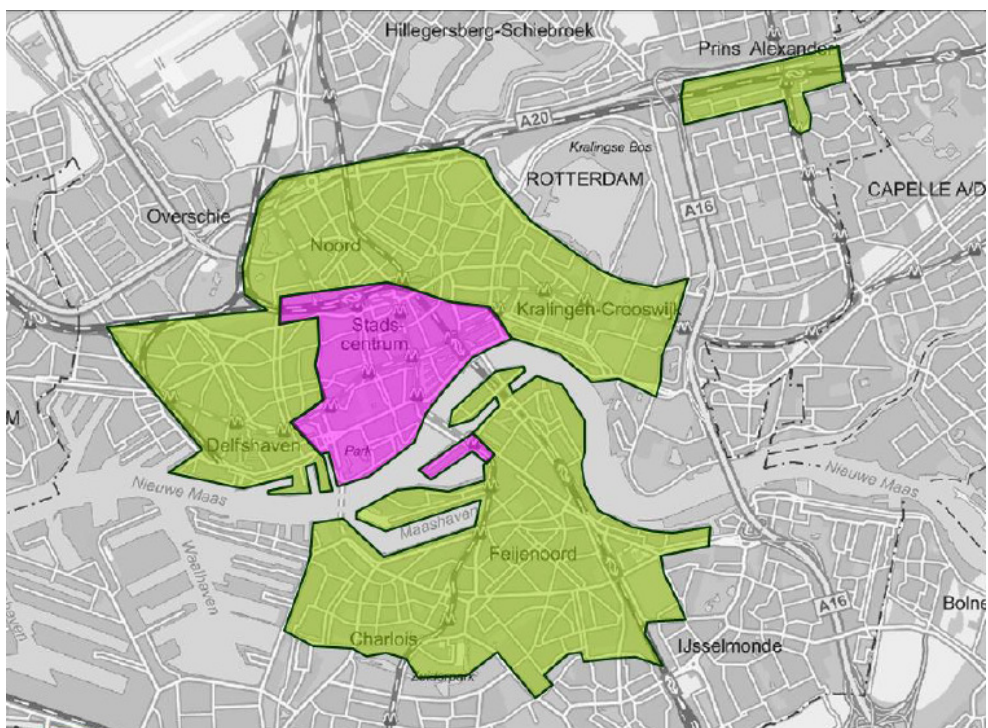 Hillegersberg-Schiebroek
Prins Alexander
A20
Kralingse Bos
ROTTERDAM
A16
CAPELLE A/D
Overschie
Noord
Kralingen-Crooswijk
Stads-
centrum
M
Delfshaven
Park
Nieuwe Maas
Nieuwe Maas
Maashaven
Waalhaven
Feijenoord
A16
Bolne
Charlois
IJsselmonde
Zuiderpark